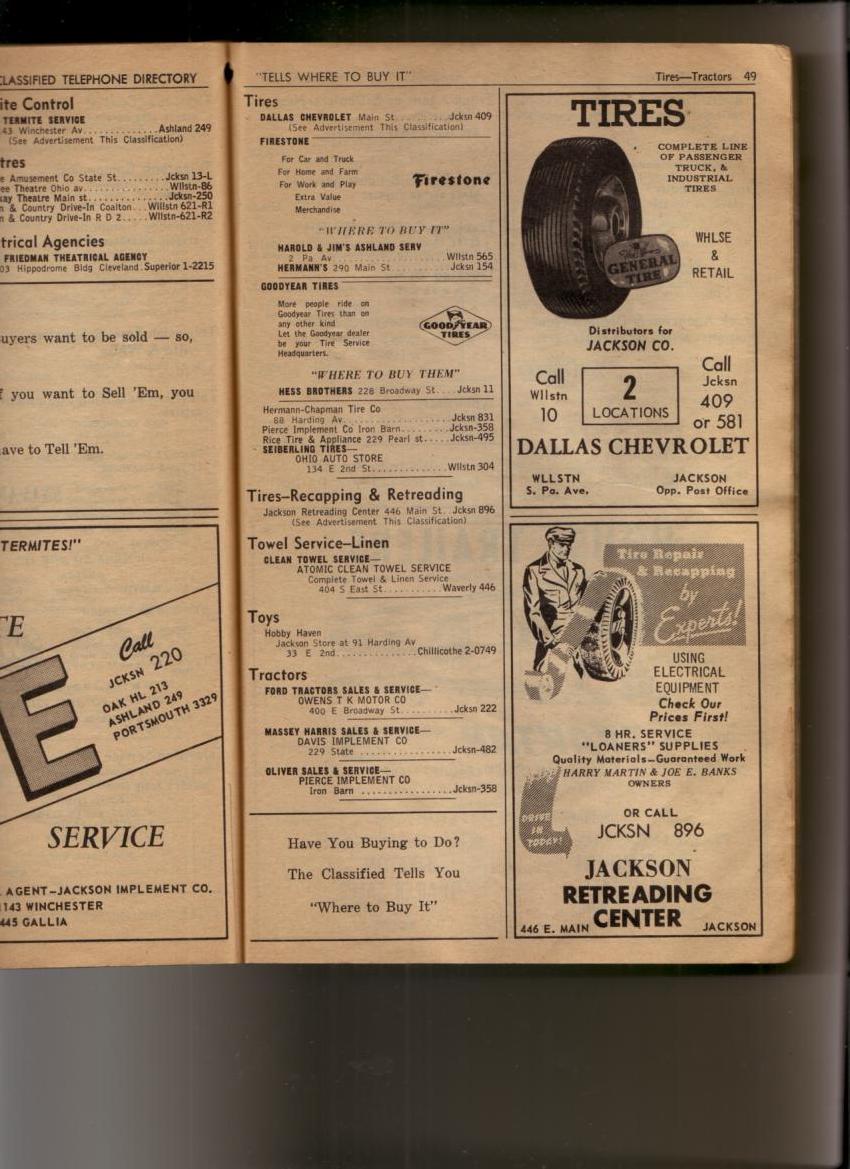 CLASSIFIED TELEPHONE DIRECTORY
ite Control
TERMITE SERVICE
43 Winchester Av.............Ashland 249
(See Advertisement This Classification)
tres
e Amusement Co State St.........Jcksn 13-L
ee Theatre Ohio av................Wllstn-86
kay Theatre Main st................Jcksn-250
n & Country Drive-In Coalton...Willstn 621-R1
n & Country Drive-In R D 2.....Wllstn-621-R2
trical Agencies
FRIEDMAN THEATRICAL AGENCY
03 Hippodrome Bldg Cleveland.Superior 1-2215
uyers want to be sold — so,
f you want to Sell 'Em, you
ave to Tell 'Em.
TERMITES!"
TE
E
Call
JCKSN 220
OAK HL 213
ASHLAND 249
PORTSMOUTH 3329
SERVICE
AGENT—JACKSON IMPLEMENT CO.
1143 WINCHESTER
445 GALLIA
"TELLS WHERE TO BUY IT"
Tires—Tractors 49
Tires
DALLAS CHEVROLET Main St..........Jcksn 409
(See Advertisement This Classification)
FIRESTONE
For Car and Truck
For Home and Farm
For Work and Play
Extra Value
Merchandise
Firestone
"WHERE TO BUY IT"
HAROLD & JIM'S ASHLAND SERV
2 Pa Av....................Wllstn 565
HERMANN'S 290 Main St...........Jcksn 154
GOODYEAR TIRES
More people ride on
Goodyear Tires than on
any other kind
Let the Goodyear dealer
be your Tire Service
Headquarters.
GOODYEAR
TIRES
"WHERE TO BUY THEM"
HESS BROTHERS 228 Broadway St....Jcksn 11
Hermann-Chapman Tire Co
88 Harding Av...................Jcksn 831
Pierce Implement Co Iron Barn.......Jcksn-358
Rice Tire & Appliance 229 Pearl st.....Jcksn-495
SEIBERLING TIRES—
OHIO AUTO STORE
134 E 2nd St..............Wllstn 304
Tires—Recapping & Retreading
Jackson Retreading Center 446 Main St..Jcksn 896
(See Advertisement This Classification)
Towel Service—Linen
CLEAN TOWEL SERVICE—
ATOMIC CLEAN TOWEL SERVICE
Complete Towel & Linen Service
404 S East St...........Waverly 446
Toys
Hobby Haven
Jackson Store at 91 Harding Av
33 E 2nd...............Chillicothe 2-0749
Tractors
FORD TRACTORS SALES & SERVICE—
OWENS T K MOTOR CO
400 E Broadway St...........Jcksn 222
MASSEY HARRIS SALES & SERVICE—
DAVIS IMPLEMENT CO
229 State .................Jcksn-482
OLIVER SALES & SERVICE—
PIERCE IMPLEMENT CO
Iron Barn .................Jcksn-358
Have You Buying to Do?
The Classified Tells You
"Where to Buy It"
TIRES
COMPLETE LINE
OF PASSENGER
TRUCK, &
INDUSTRIAL
TIRES
GENERAL
TIRE
WHLSE
&
RETAIL
Distributors for
JACKSON CO.
Call
Wllstn
10
2
LOCATIONS
Call
Jcksn
409
or 581
DALLAS CHEVROLET
WLLSTN
S. Pa. Ave.
JACKSON
Opp. Post Office
Tire Repair
& Recapping
by
Experts!
USING
ELECTRICAL
EQUIPMENT
Check Our
Prices First!
8 HR. SERVICE
"LOANERS" SUPPLIES
Quality Materials—Guaranteed Work
HARRY MARTIN & JOE E. BANKS
OWNERS
DRIVE
IN
TODAY!
OR CALL
JCKSN 896
JACKSON
RETREADING
CENTER
446 E. MAIN
JACKSON